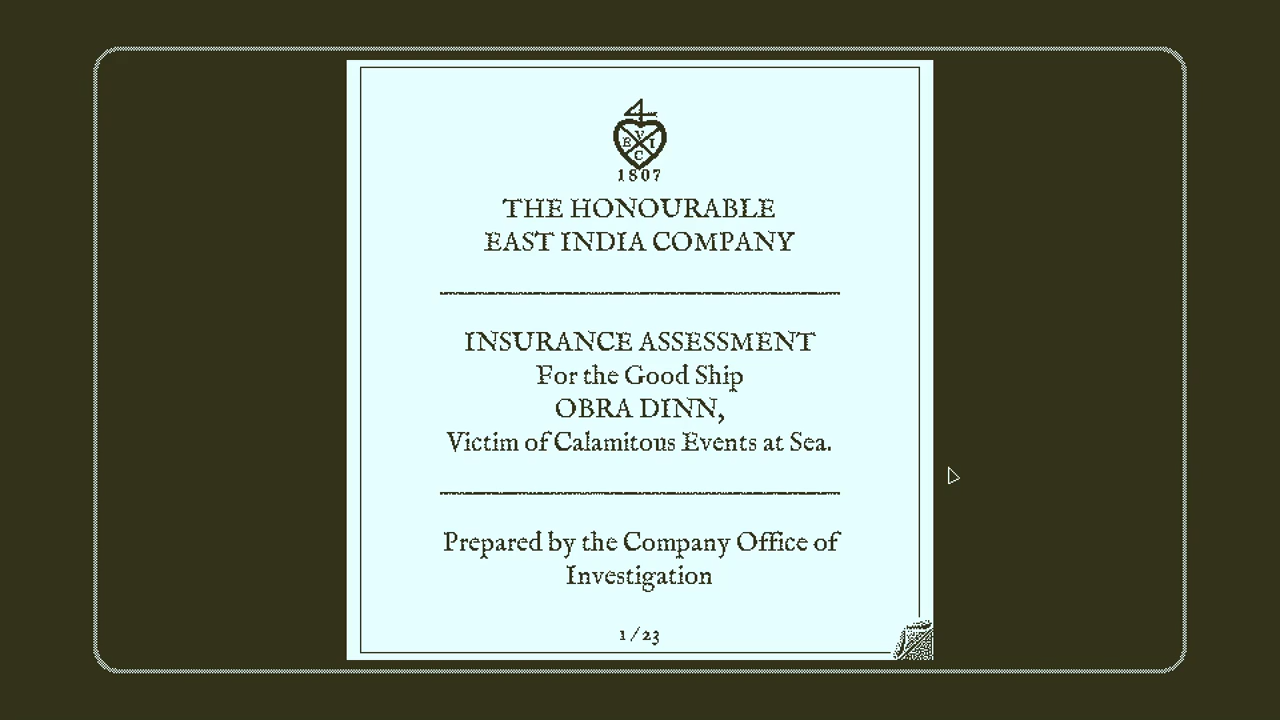 4
V
E I
C
1807
THE HONOURABLE
EAST INDIA COMPANY
INSURANCE ASSESSMENT
For the Good Ship
OBRA DINN,
Victim of Calamitous Events at Sea.
Prepared by the Company Office of
Investigation
1/23